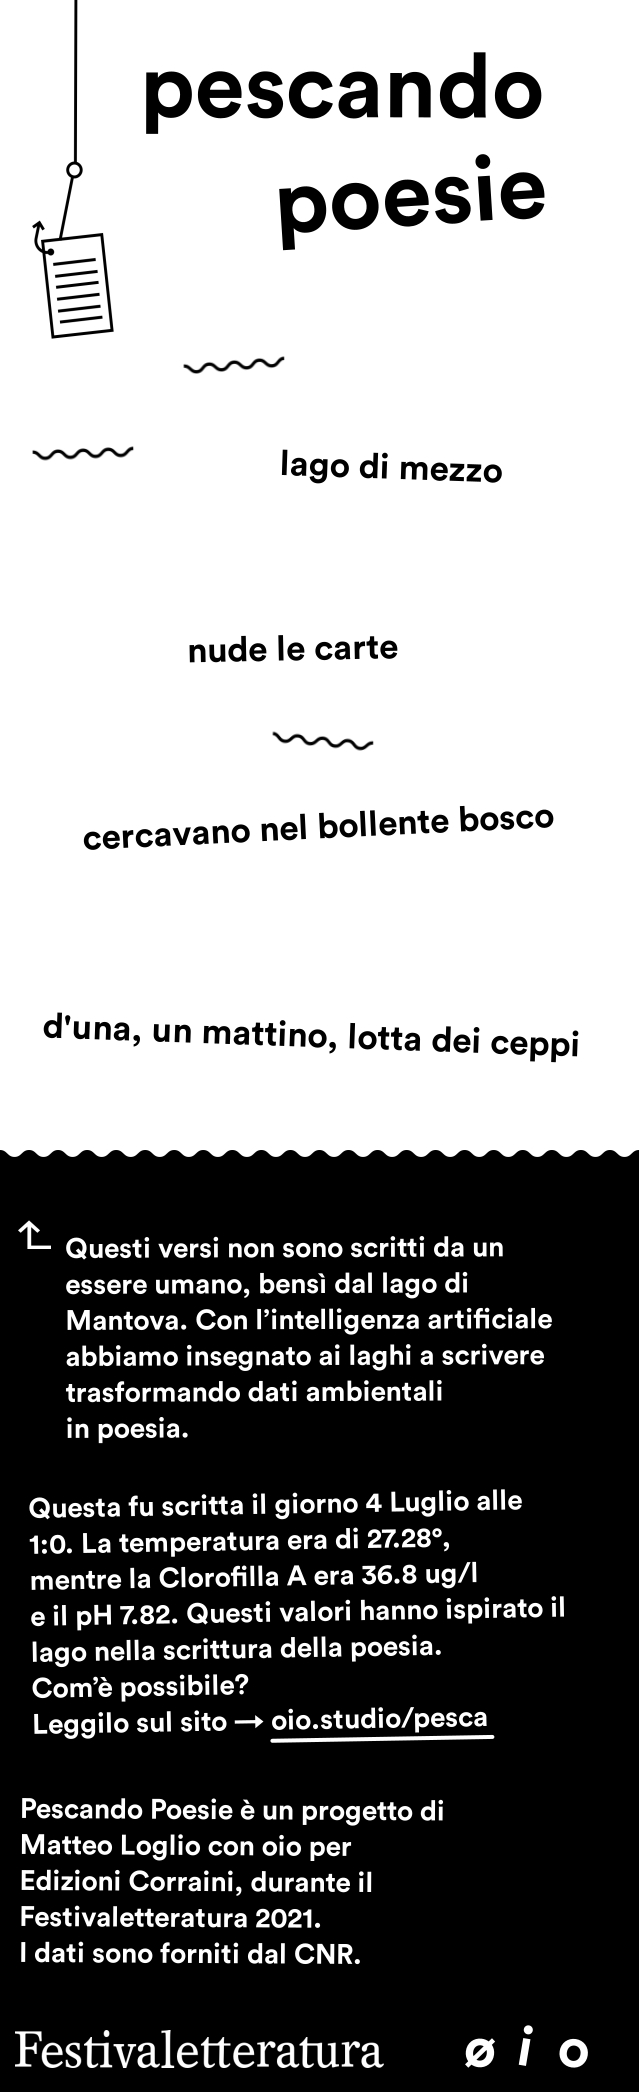 pescando
poesie
lago di mezzo
nude le carte
cercavano nel bollente bosco
d'una, un mattino, lotta dei ceppi
Questi versi non sono scritti da un
essere umano, bensì dal lago di
Mantova. Con l’intelligenza artificiale
abbiamo insegnato ai laghi a scrivere
trasformando dati ambientali
in poesia.
Questa fu scritta il giorno 4 Luglio alle
1:0. La temperatura era di 27.28°,
mentre la Clorofilla A era 36.8 ug/l
e il pH 7.82. Questi valori hanno ispirato il
lago nella scrittura della poesia.
Com’è possibile?
Leggilo sul sito → oio.studio/pesca
Pescando Poesie è un progetto di
Matteo Loglio con oio per
Edizioni Corraini, durante il
Festivaletteratura 2021.
I dati sono forniti dal CNR.
Festivaletteratura ø i o